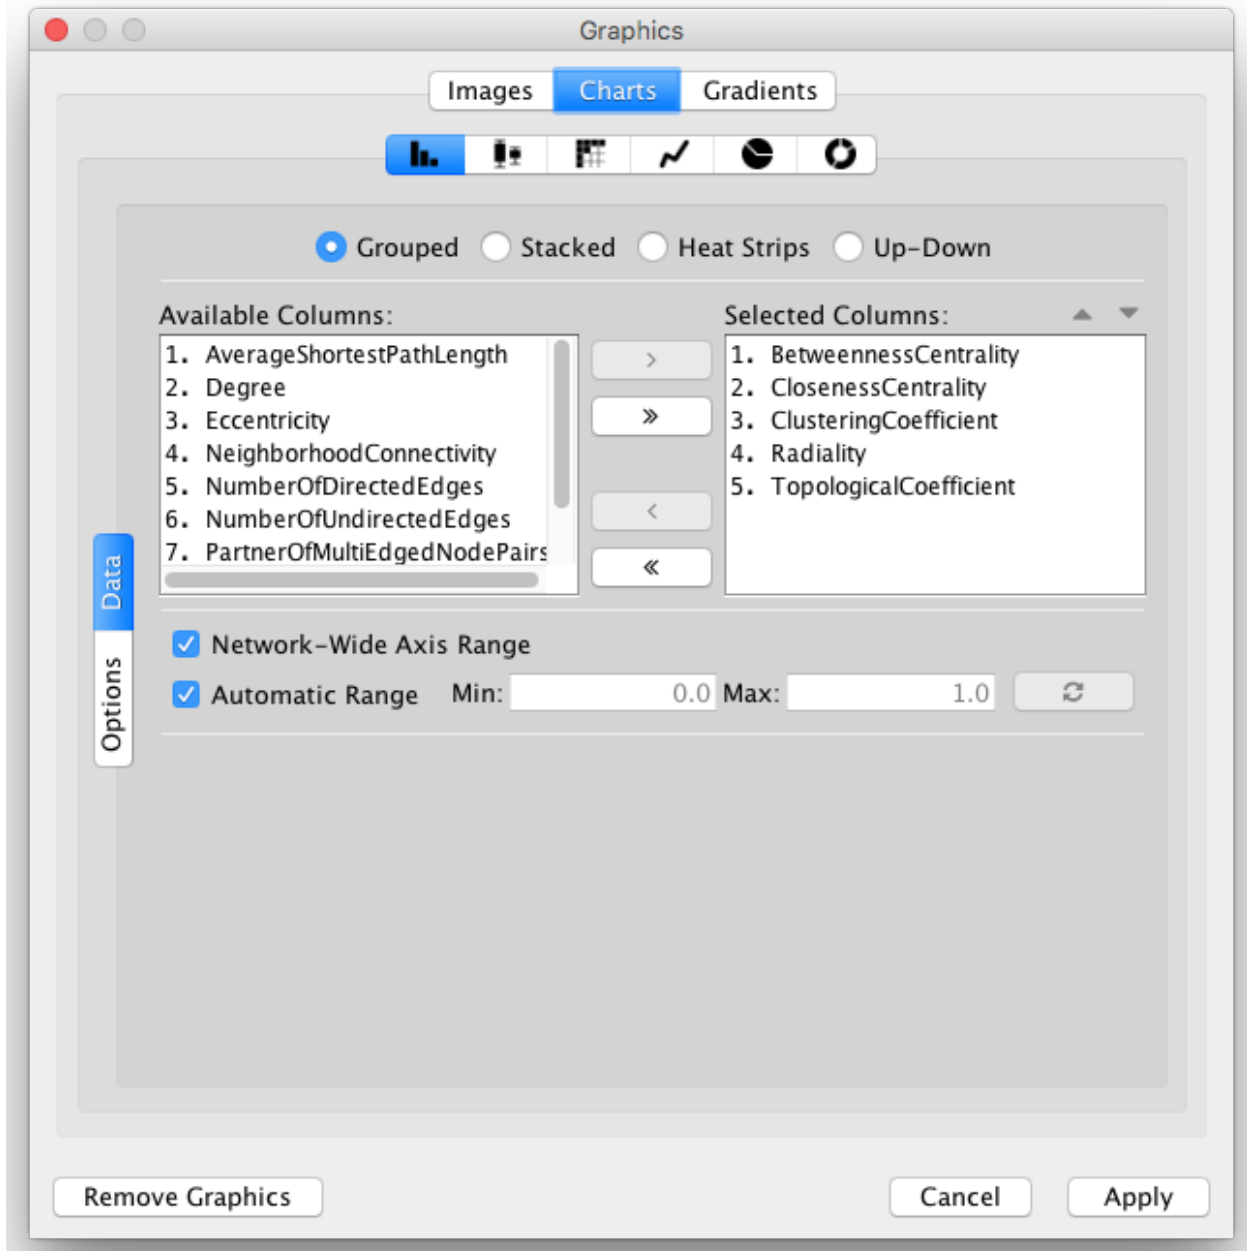 Graphics
Images Charts Gradients
Grouped Stacked Heat Strips Up-Down
Available Columns:
1. AverageShortestPathLength
2. Degree
3. Eccentricity
4. NeighborhoodConnectivity
5. NumberOfDirectedEdges
6. NumberOfUndirectedEdges
7. PartnerOfMultiEdgedNodePairs
>
»
<
«
Selected Columns:
1. BetweennessCentrality
2. ClosenessCentrality
3. ClusteringCoefficient
4. Radiality
5. TopologicalCoefficient
Data
Options
Network-Wide Axis Range
Automatic Range Min: 0.0 Max: 1.0
Remove Graphics Cancel Apply